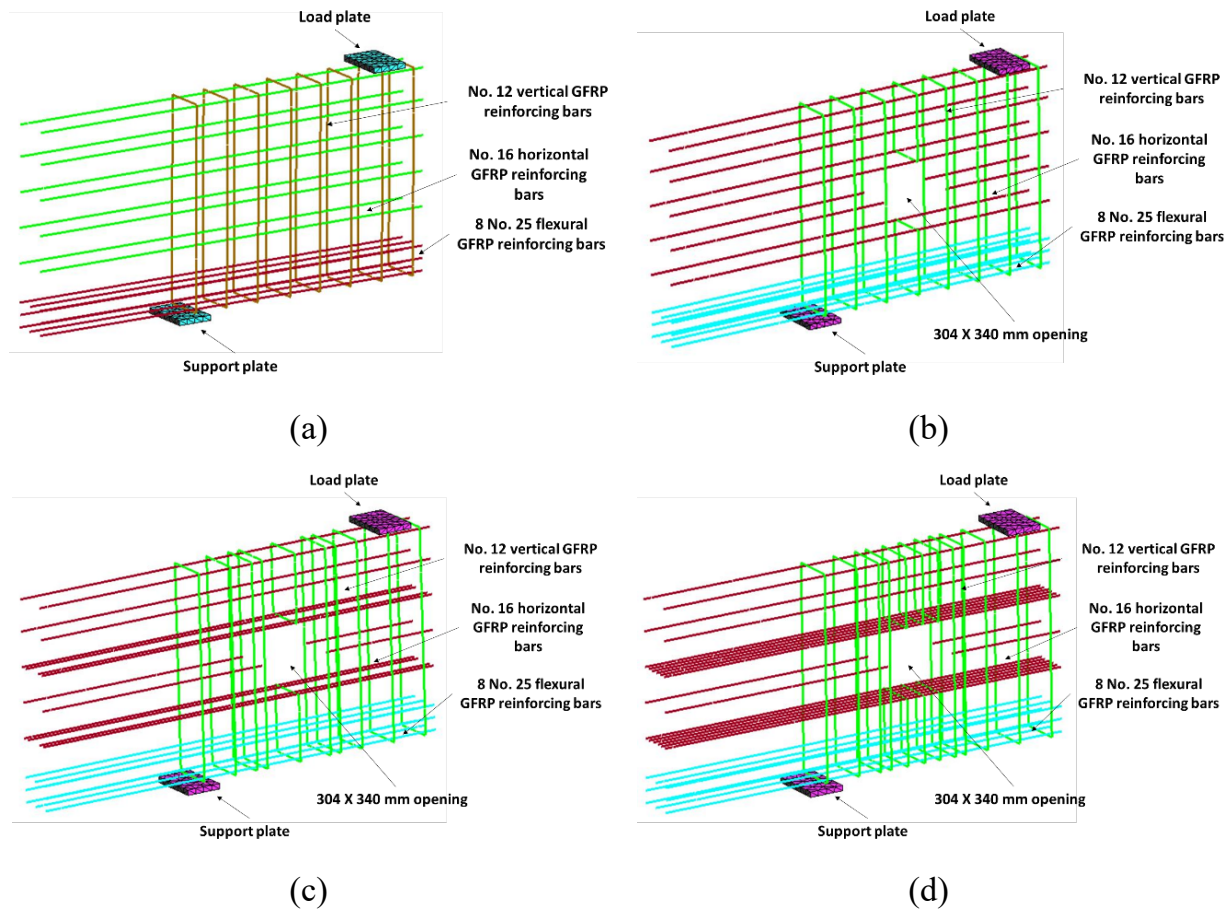 Load plate
No. 12 vertical GFRP
reinforcing bars
No. 16 horizontal
GFRP reinforcing
bars
8 No. 25 flexural
GFRP reinforcing bars
Support plate
(a)
Load plate
No. 12 vertical GFRP
reinforcing bars
No. 16 horizontal
GFRP reinforcing
bars
8 No. 25 flexural
GFRP reinforcing bars
304 X 340 mm opening
Support plate
(b)
Load plate
No. 12 vertical GFRP
reinforcing bars
No. 16 horizontal
GFRP reinforcing
bars
8 No. 25 flexural
GFRP reinforcing bars
304 X 340 mm opening
Support plate
(c)
Load plate
No. 12 vertical GFRP
reinforcing bars
No. 16 horizontal
GFRP reinforcing
bars
8 No. 25 flexural
GFRP reinforcing bars
304 X 340 mm opening
Support plate
(d)